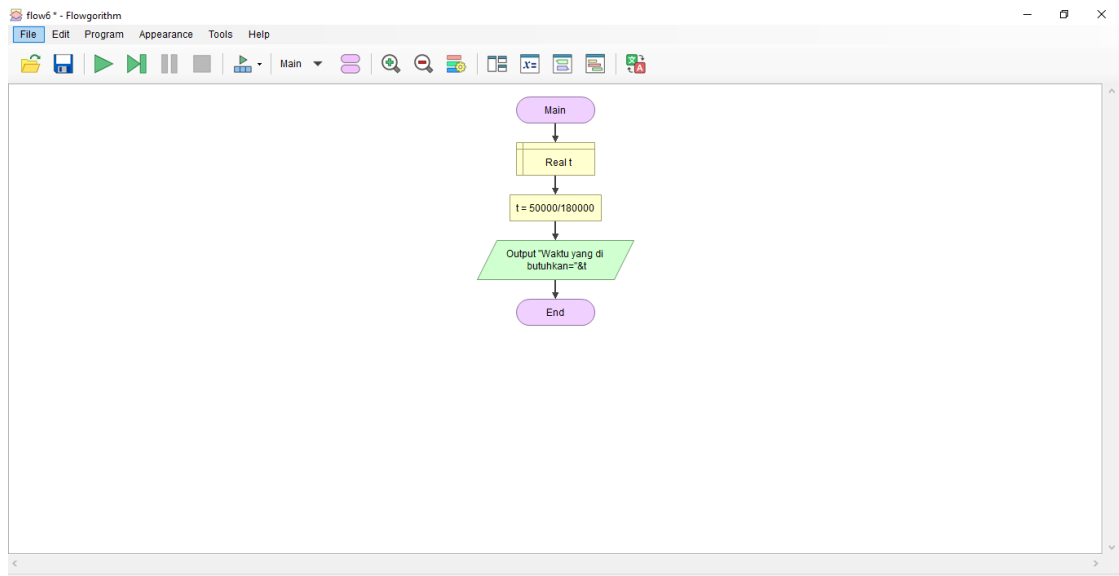 flow6 * - Flowgorithm
File Edit Program Appearance Tools Help
Main
x=
A
Main
Real t
t = 50000/180000
Output "Waktu yang di
butuhkan="&t
End